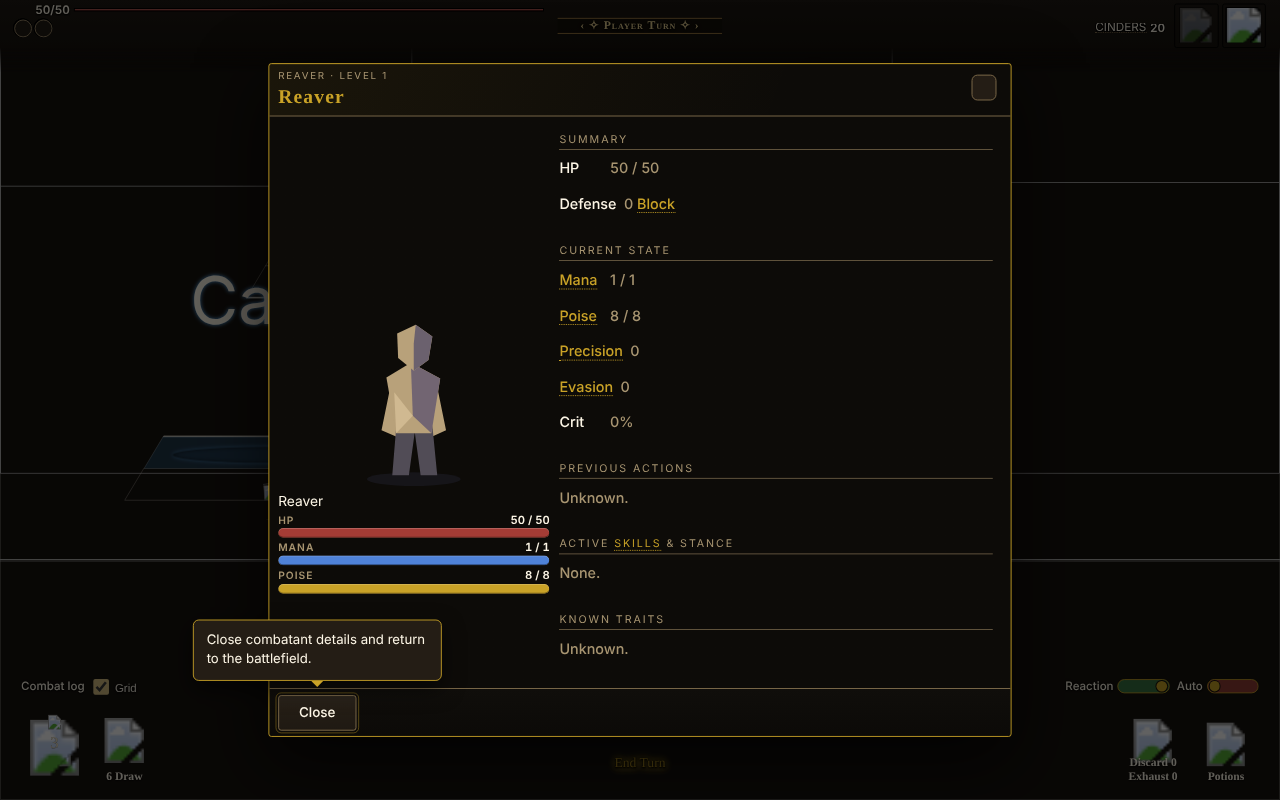 50/50
‹ ✧ Player Turn ✧ ›
CINDERS 20
REAVER · LEVEL 1
Reaver
SUMMARY
HP 50 / 50
Defense 0 Block
CURRENT STATE
Mana 1 / 1
Poise 8 / 8
Precision 0
Evasion 0
Crit 0%
PREVIOUS ACTIONS
Unknown.
ACTIVE SKILLS & STANCE
None.
KNOWN TRAITS
Unknown.
Ca
Reaver
HP 50 / 50
MANA 1 / 1
POISE 8 / 8
Close combatant details and return
to the battlefield.
Close
Combat log Grid
Reaction Auto
6 Draw
End Turn
Discard 0
Exhaust 0
Potions